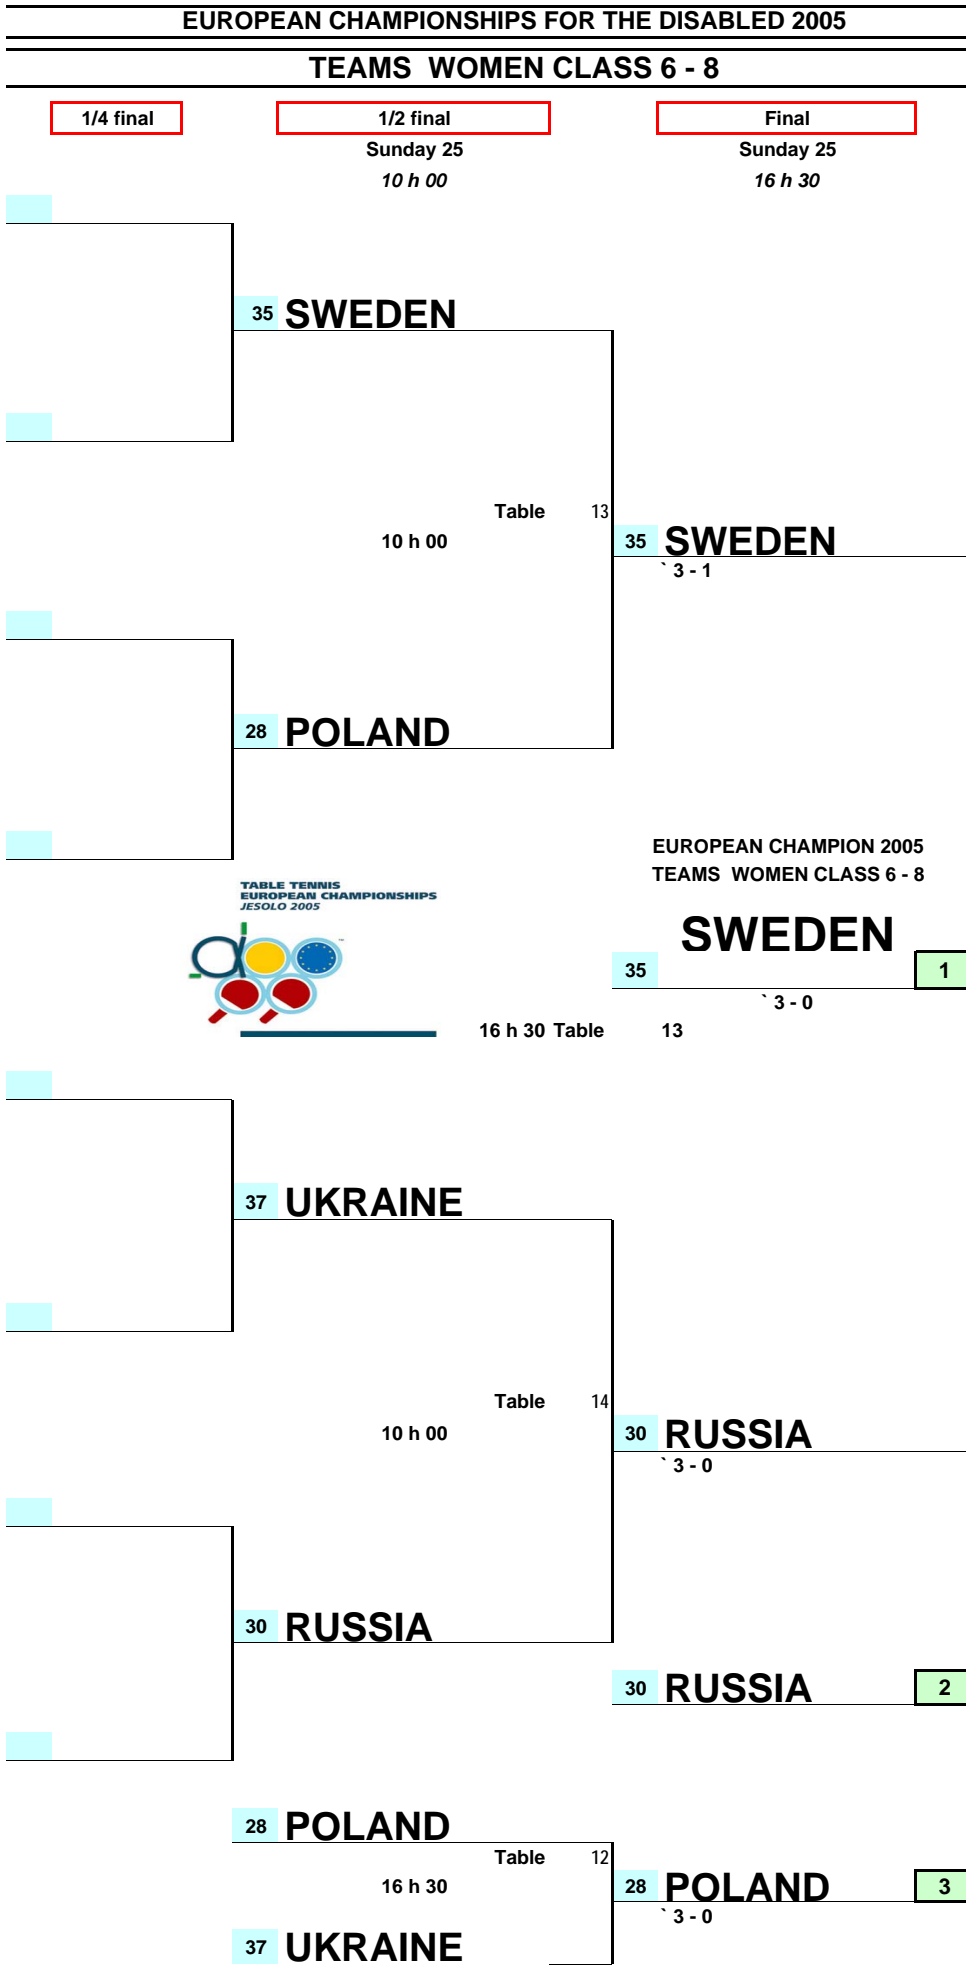 EUROPEAN CHAMPIONSHIPS FOR THE DISABLED 2005
TEAMS WOMEN CLASS 6 - 8
1/4 final 1/2 final Final
Sunday 25 Sunday 25
10 h 00 16 h 30
35 SWEDEN
Table 13
10 h 00 35 SWEDEN
` 3 - 1
28 POLAND
EUROPEAN CHAMPION 2005
TEAMS WOMEN CLASS 6 - 8
TABLE TENNIS
EUROPEAN CHAMPIONSHIPS
JESOLO 2005
SWEDEN
35 1
` 3 - 0
16 h 30 Table 13
37 UKRAINE
Table 14
10 h 00 30 RUSSIA
` 3 - 0
30 RUSSIA
30 RUSSIA 2
28 POLAND
Table 12
16 h 30 28 POLAND 3
` 3 - 0
37 UKRAINE